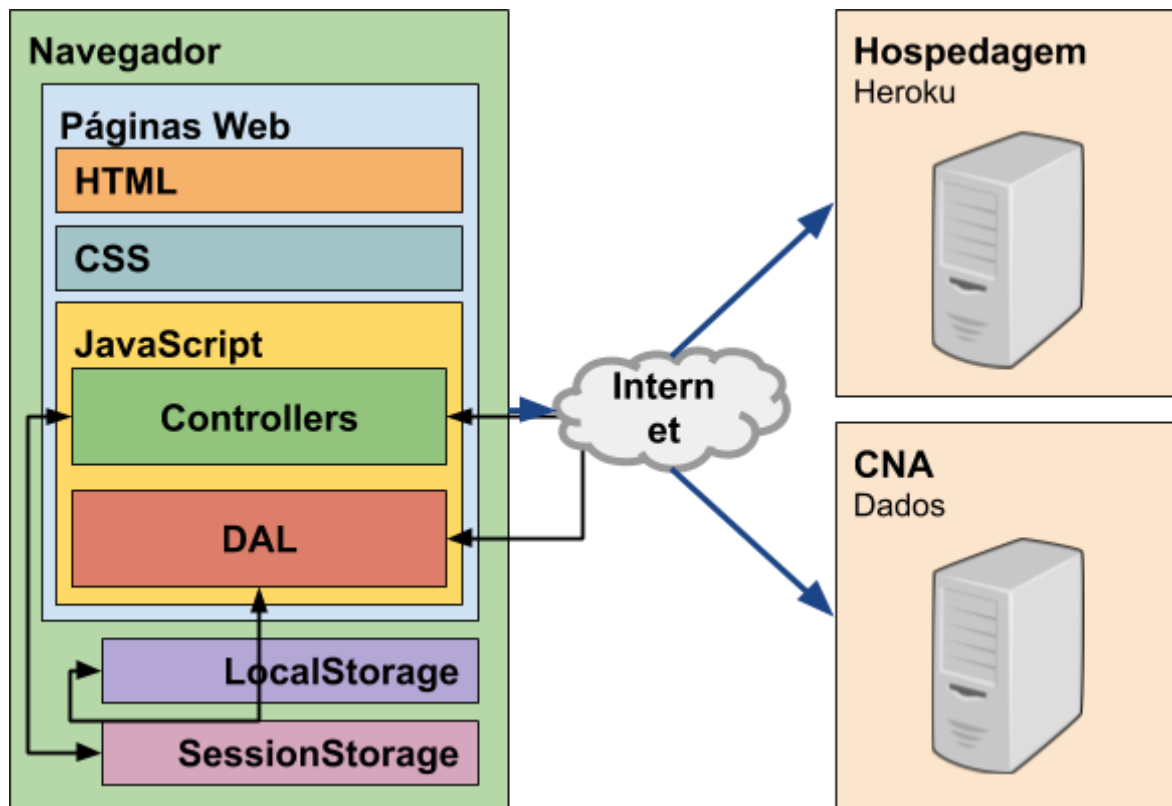 Navegador
Páginas Web
HTML
CSS
JavaScript
Controllers
DAL
LocalStorage
SessionStorage
Intern
et
Hospedagem
Heroku
CNA
Dados